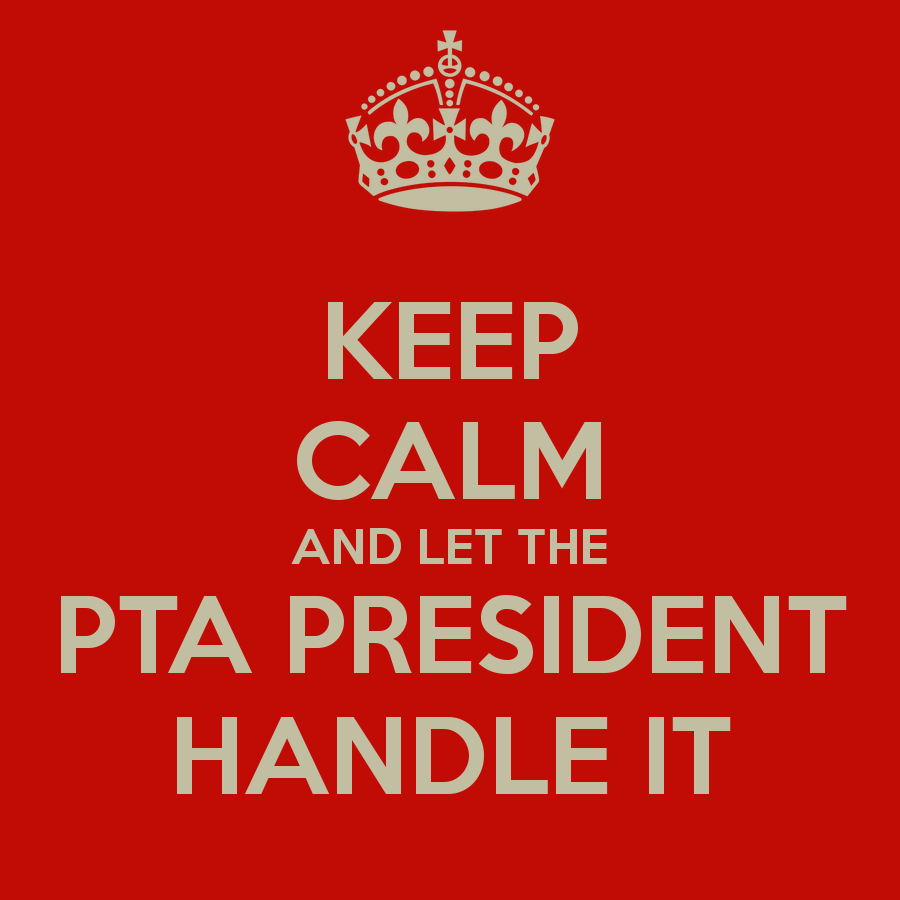 KEEP
CALM
AND LET THE
PTA PRESIDENT
HANDLE IT